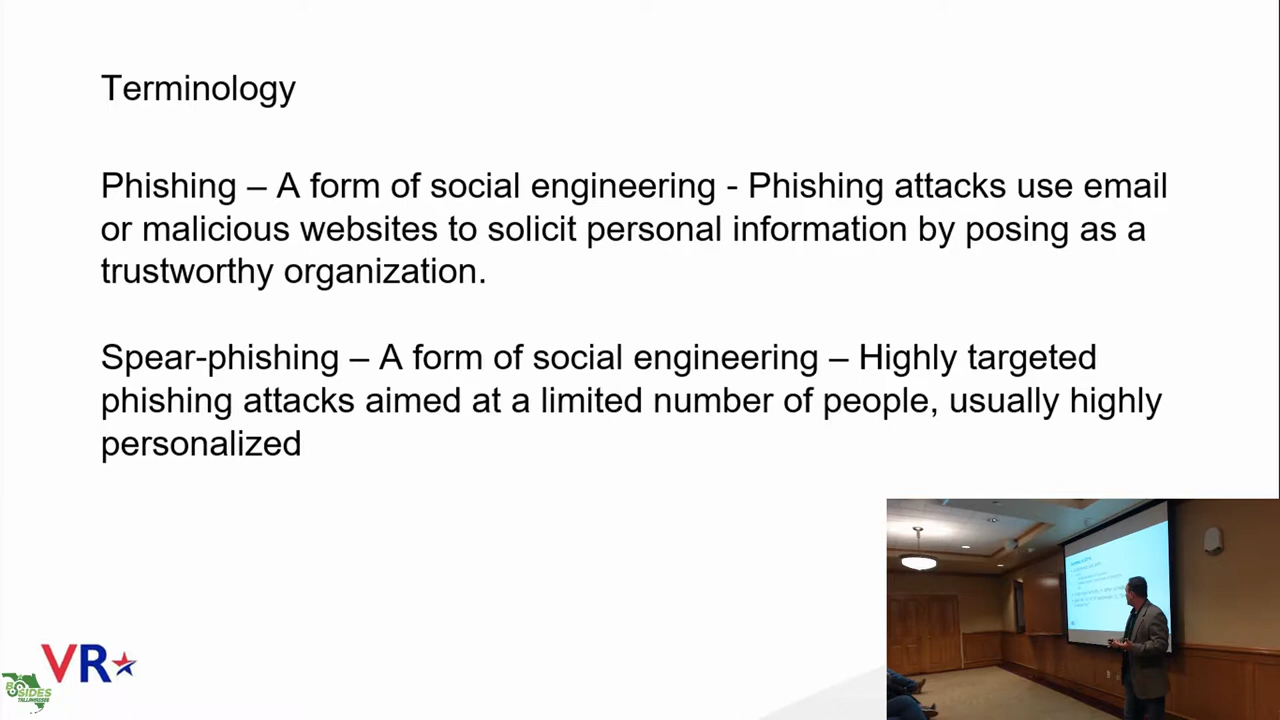 Terminology
Phishing – A form of social engineering - Phishing attacks use email
or malicious websites to solicit personal information by posing as a
trustworthy organization.
Spear-phishing – A form of social engineering – Highly targeted
phishing attacks aimed at a limited number of people, usually highly
personalized
VR
BSIDES
TALLAHASSEE